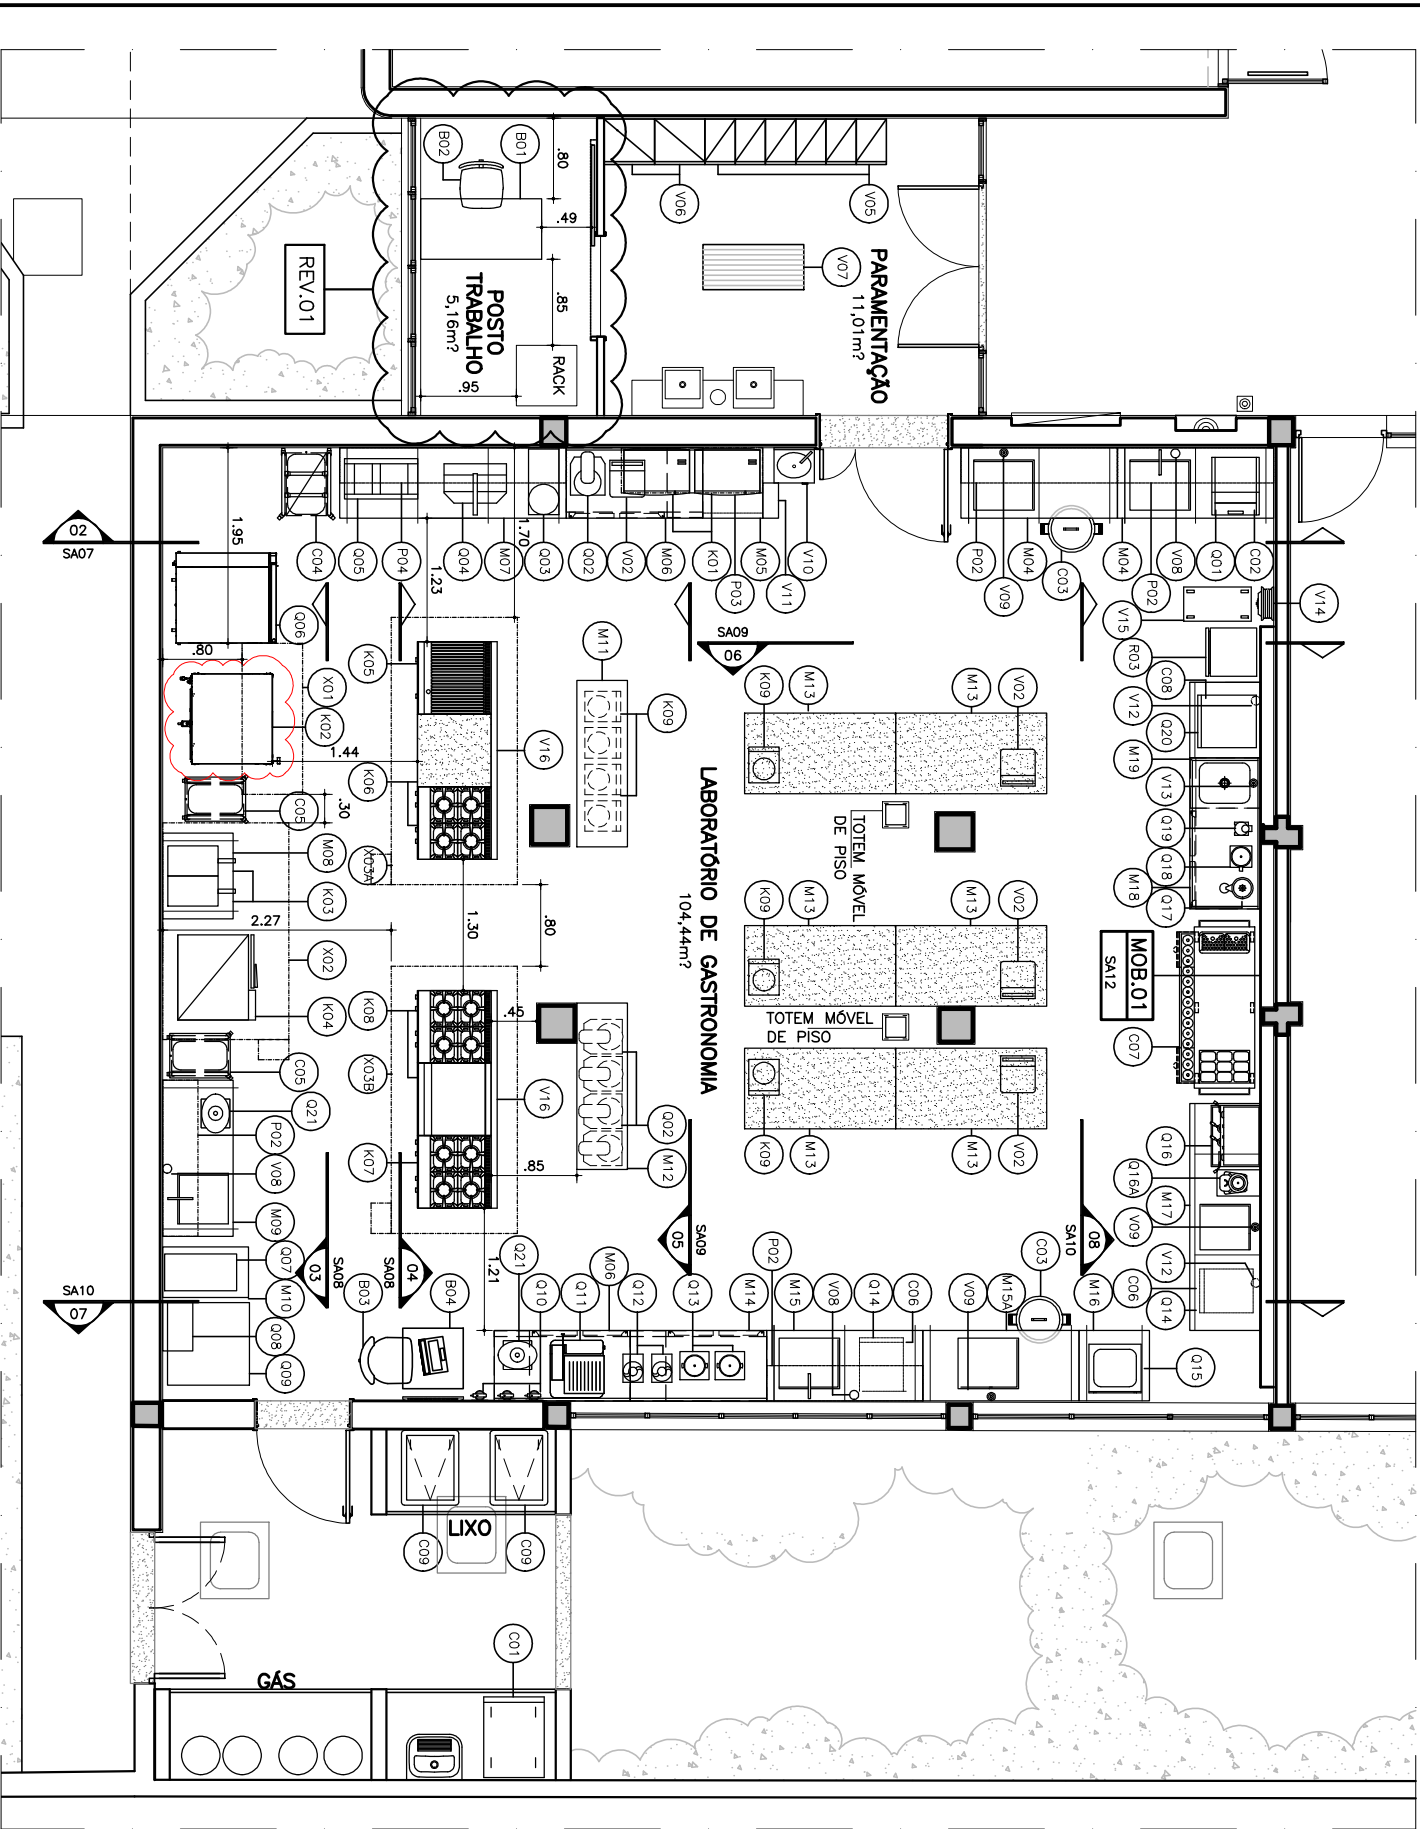 B02
B01
.80
.49
.85
.95
RACK
POSTO
TRABALHO
5,16m?
REV.01
V06
V05
V07
PARAMENTAÇÃO
11,01m?
C04
Q05
P04
Q04
M07
Q03
Q02
V02
M06
K01
P03
M05
V11
V10
P02
V09
M04
C03
M04
P02
V08
Q01
C02
V14
02
SA07
1.95
1.70
1.23
Q06
.80
X01
K02
1.44
C05
.30
K05
K06
V16
X03A
M11
K09
SA09
06
K09
M13
M13
V02
V15
R03
C08
V12
Q20
M19
V13
Q19
Q18
M18
Q17
TOTEM MÓVEL
DE PISO
LABORATÓRIO DE GASTRONOMIA
104,44m?
M08
K03
2.27
X02
K04
1.30
.80
.45
K08
X03B
V16
K07
.85
K09
M13
M13
V02
TOTEM MÓVEL
DE PISO
MOB.01
SA12
C07
C05
Q21
P02
V08
M09
Q07
M10
Q08
Q09
Q02
M12
K09
M13
M13
V02
Q16
Q16A
M17
V09
V12
C06
Q14
SA10
07
03
SA08
04
SA08
B03
B04
1.21
Q21
Q10
Q11
M06
Q12
Q13
05
SA09
M14
P02
M15
V08
Q14
C06
V09
M15A
C03
08
SA10
M16
Q15
C09
LIXO
C09
C01
GÁS